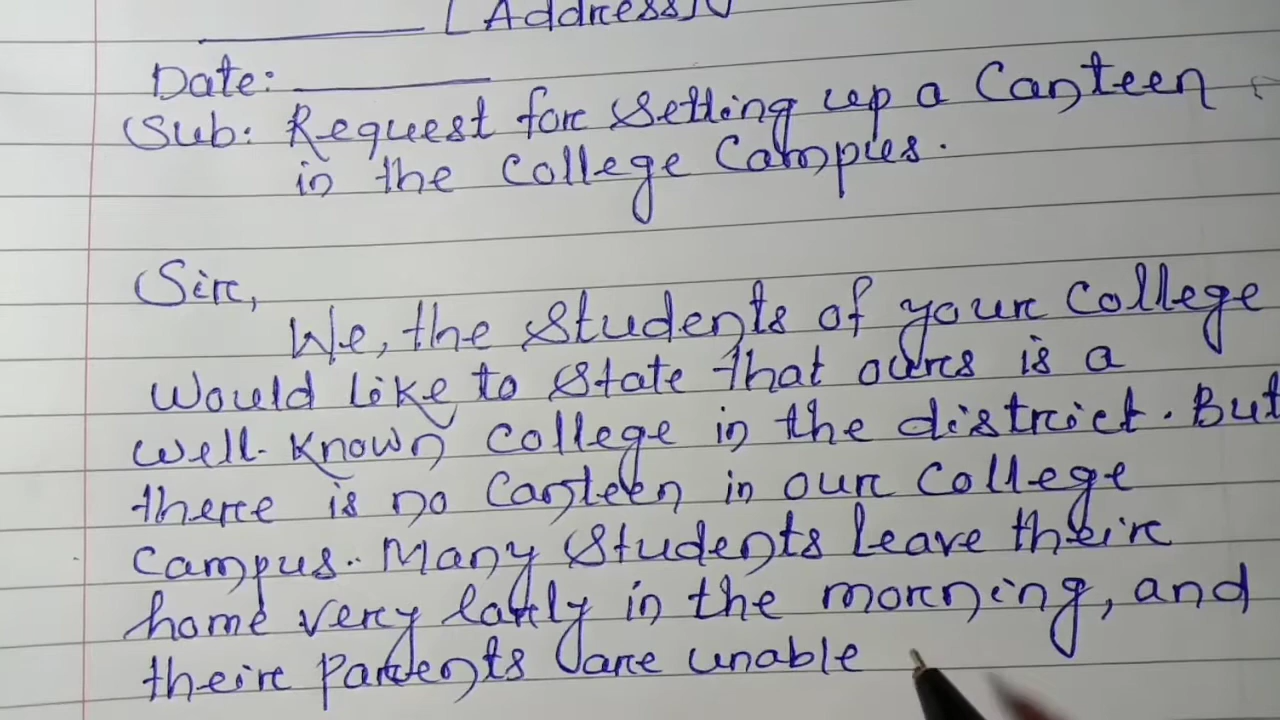 [Address]
Date:
Sub: Request for setting up a Canteen
in the College Campus.
Sir,
We, the students of your College
would like to state that ours is a
well-known college in the district. But
there is no Canteen in our College
campus. Many students leave their
home very early in the morning, and
their parents are unable